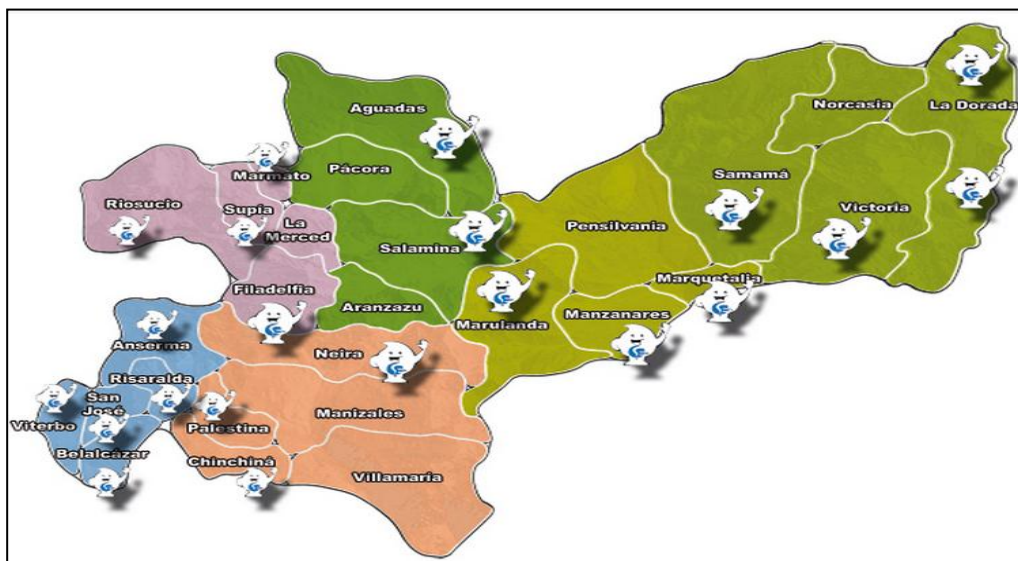 Aguadas
Norcasia
La Dorada
Marmato
Pácora
Samamá
Riosucio
Supia
La
Merced
Victoria
Pensilvania
Salamina
Filadelfia
Marquetalia
Aranzazu
Manzanares
Marulanda
Anserma
Neira
Risaralda
San
José
Viterbo
Manizales
Palestina
Belalcázar
Chinchiná
Villamaría